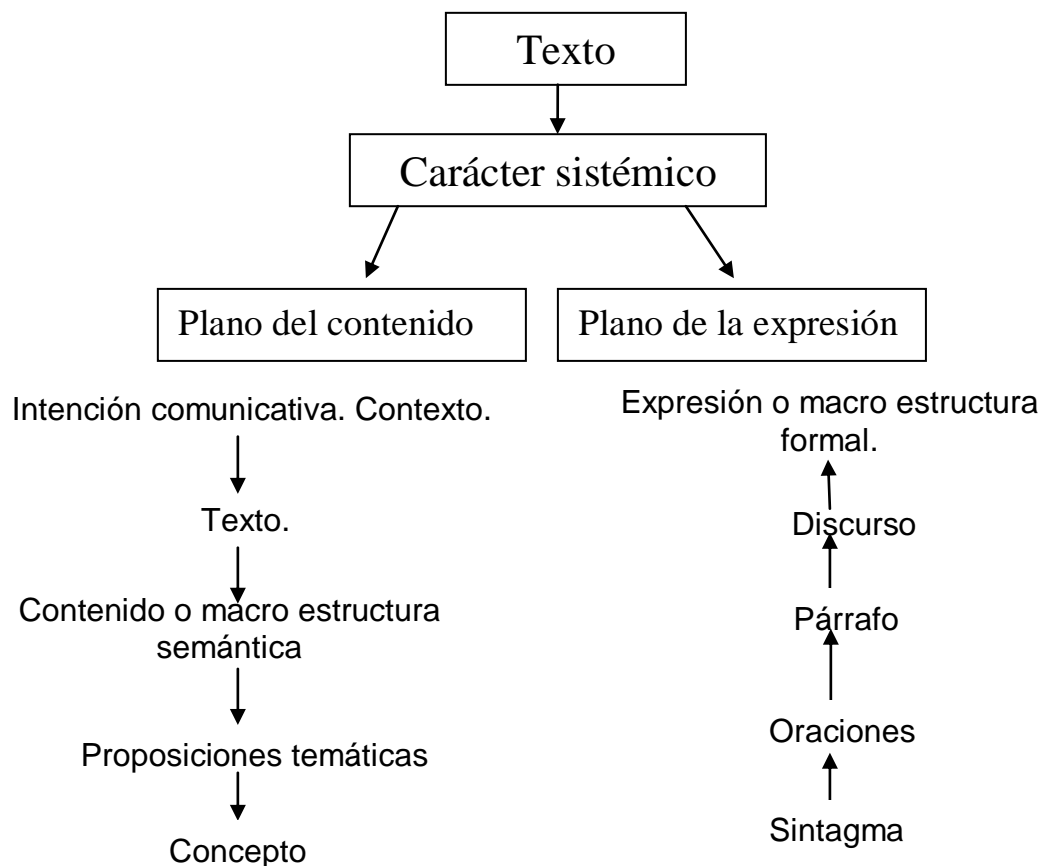 Texto
Carácter sistémico
Plano del contenido
Plano de la expresión
Intención comunicativa. Contexto.
Texto.
Contenido o macro estructura
semántica
Proposiciones temáticas
Concepto
Expresión o macro estructura
formal.
Discurso
Párrafo
Oraciones
Sintagma